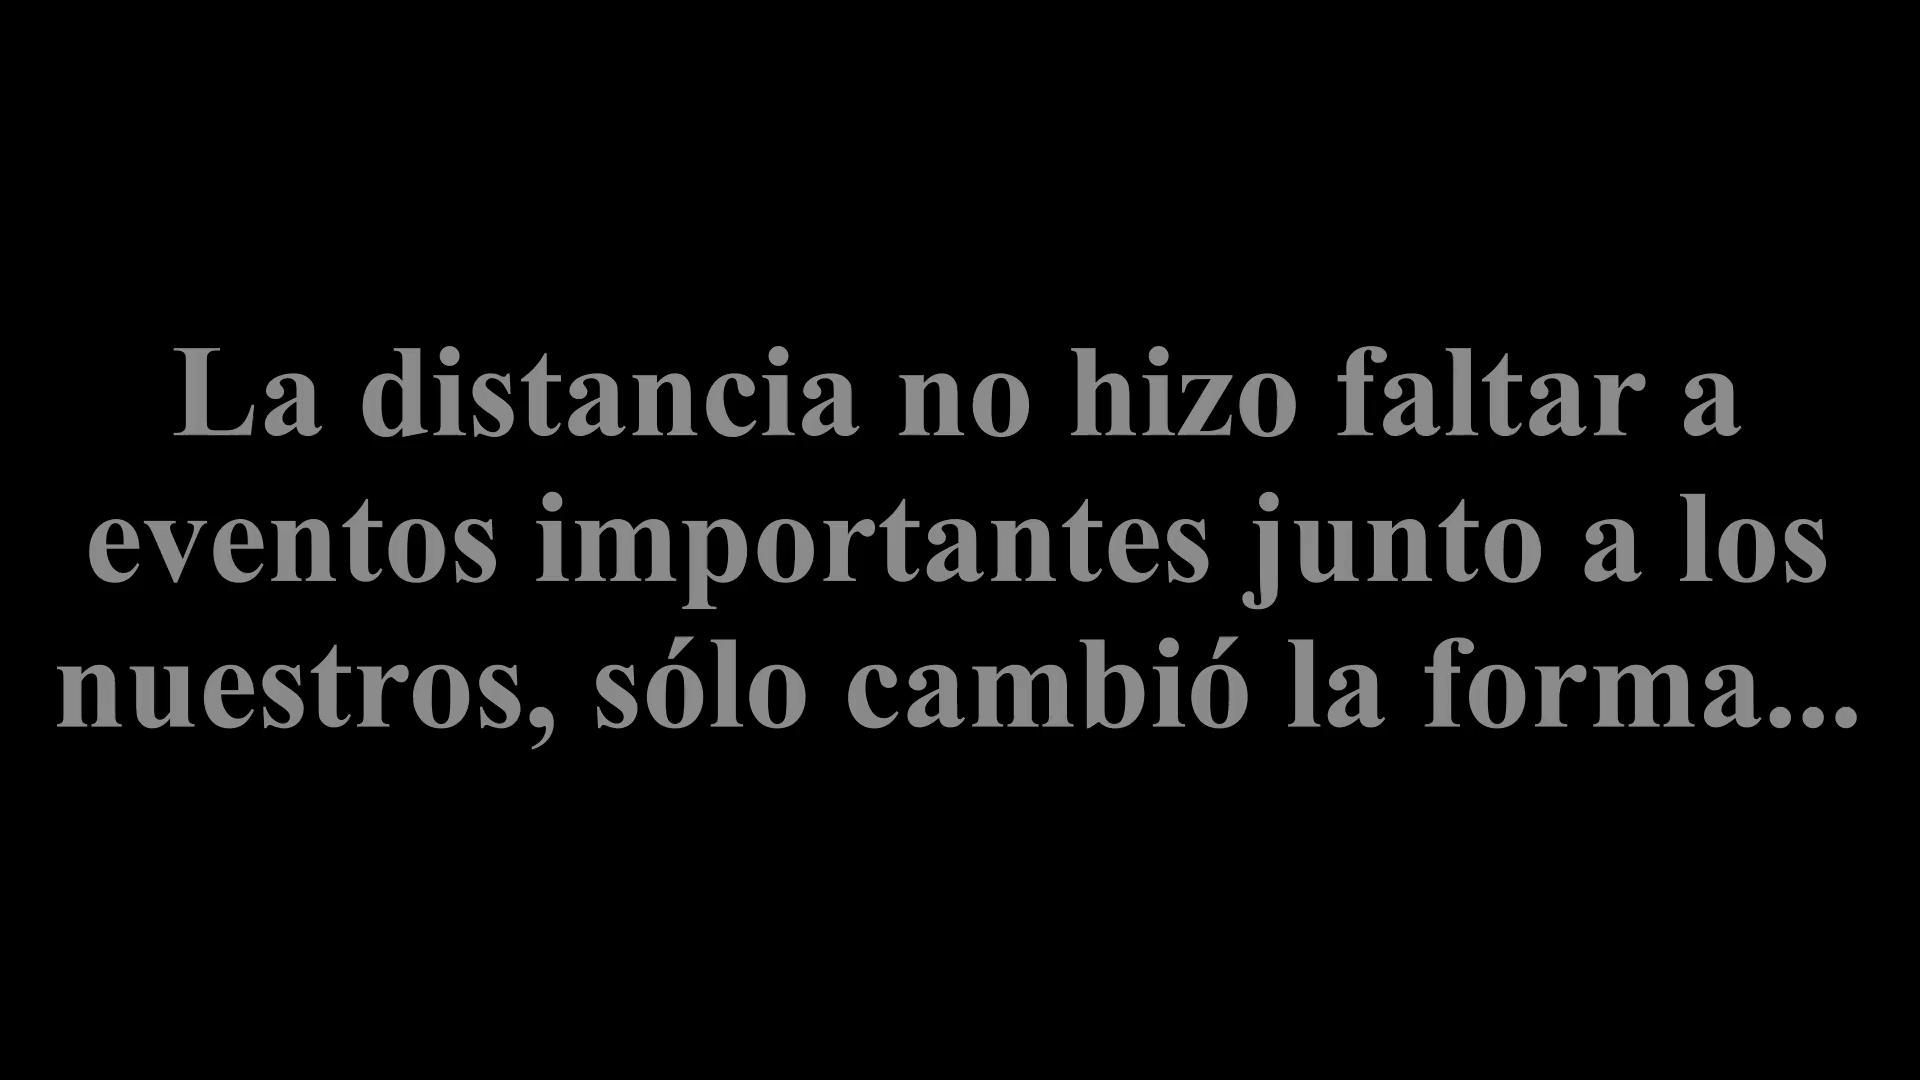 La distancia no hizo faltar a
eventos importantes junto a los
nuestros, sólo cambió la forma...